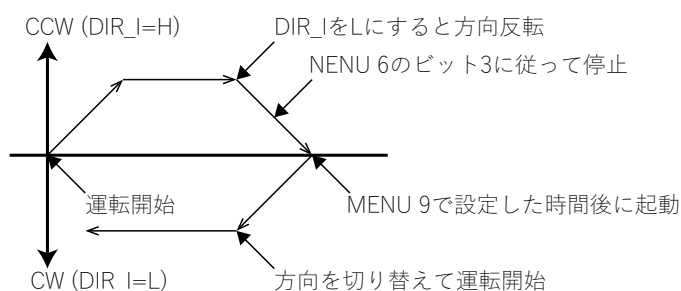 CCW (DIR_I=H)
DIR_IをLにすると方向反転
NENU 6のビット3に従って停止
運転開始
MENU 9で設定した時間後に起動
CW (DIR_I=L)
方向を切り替えて運転開始